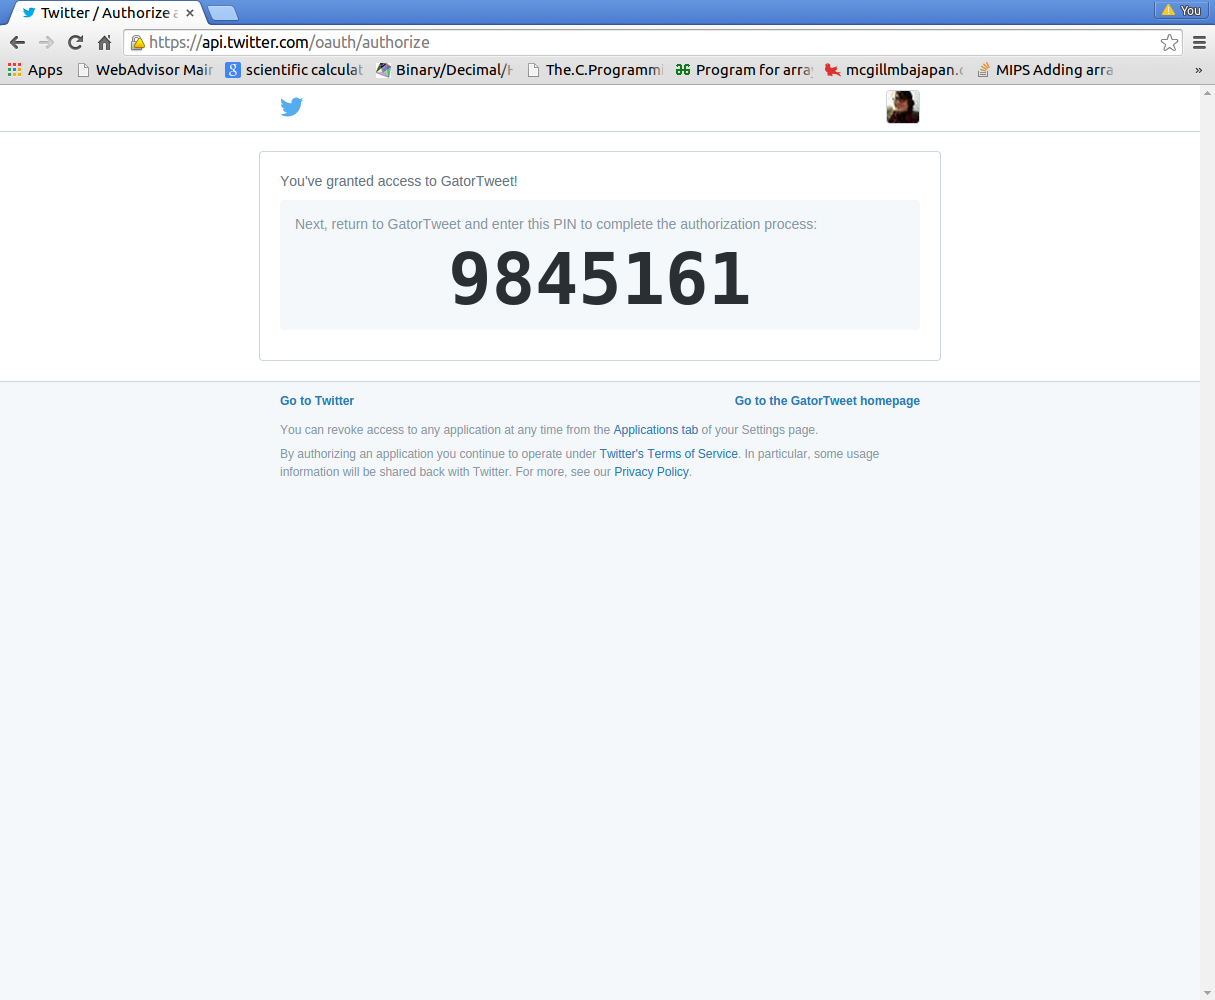 Twitter / Authorize
You
https://api.twitter.com/oauth/authorize
Apps WebAdvisor Main scientific calculat Binary/Decimal/H The.C.Programmi Program for array mcgillmbajapan.c MIPS Adding arra »
You've granted access to GatorTweet!
Next, return to GatorTweet and enter this PIN to complete the authorization process:
9845161
Go to Twitter Go to the GatorTweet homepage
You can revoke access to any application at any time from the Applications tab of your Settings page.
By authorizing an application you continue to operate under Twitter's Terms of Service. In particular, some usage
information will be shared back with Twitter. For more, see our Privacy Policy.